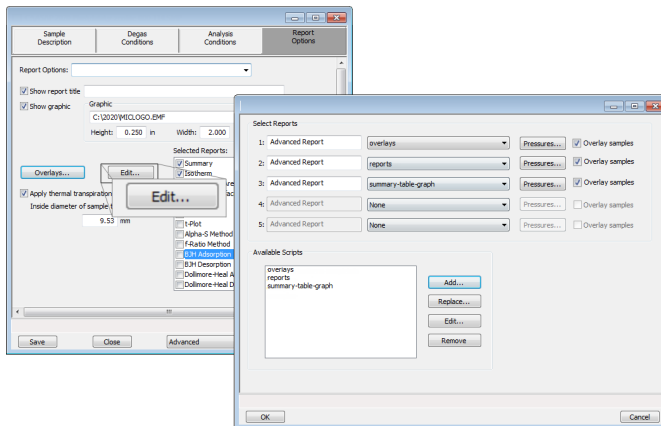 Sample Description
Degas Conditions
Analysis Conditions
Report Options
Report Options:
Show report title
Show graphic
Graphic
C:\2020\MICLOGO.EMF
Height: 0.250 in Width: 2.000
Selected Reports:
Summary
Isotherm
Overlays...
Edit...
Edit...
Apply thermal transpiration
Inside diameter of sample
9.53 mm
t-Plot
Alpha-S Method
f-Ratio Method
BJH Adsorption
BJH Desorption
Dollimore-Heal A
Dollimore-Heal D
Save
Close
Advanced
Select Reports
1: Advanced Report overlays Pressures... Overlay samples
2: Advanced Report reports Pressures... Overlay samples
3: Advanced Report summary-table-graph Pressures... Overlay samples
4: Advanced Report None Pressures... Overlay samples
5: Advanced Report None Pressures... Overlay samples
Available Scripts
overlays
reports
summary-table-graph
Add...
Replace...
Edit...
Remove
OK
Cancel